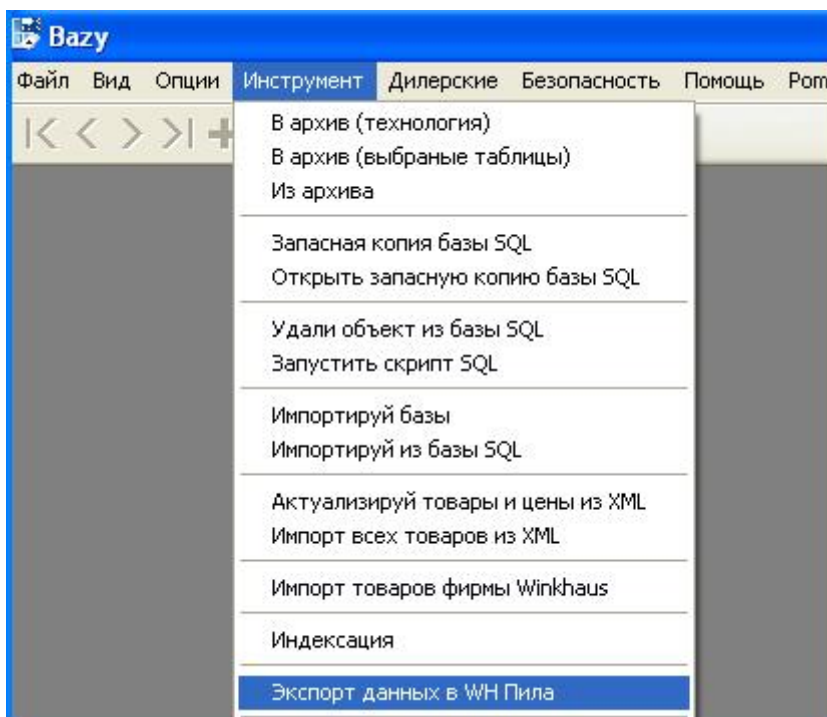 Bazy
Файл Вид Опции Инструмент Дилерские Безопасность Помощь Pom
В архив (технология)
В архив (выбраные таблицы)
Из архива
Запасная копия базы SQL
Открыть запасную копию базы SQL
Удали объект из базы SQL
Запустить скрипт SQL
Импортируй базы
Импортируй из базы SQL
Актуализируй товары и цены из XML
Импорт всех товаров из XML
Импорт товаров фирмы Winkhaus
Индексация
Экспорт данных в WH Пила